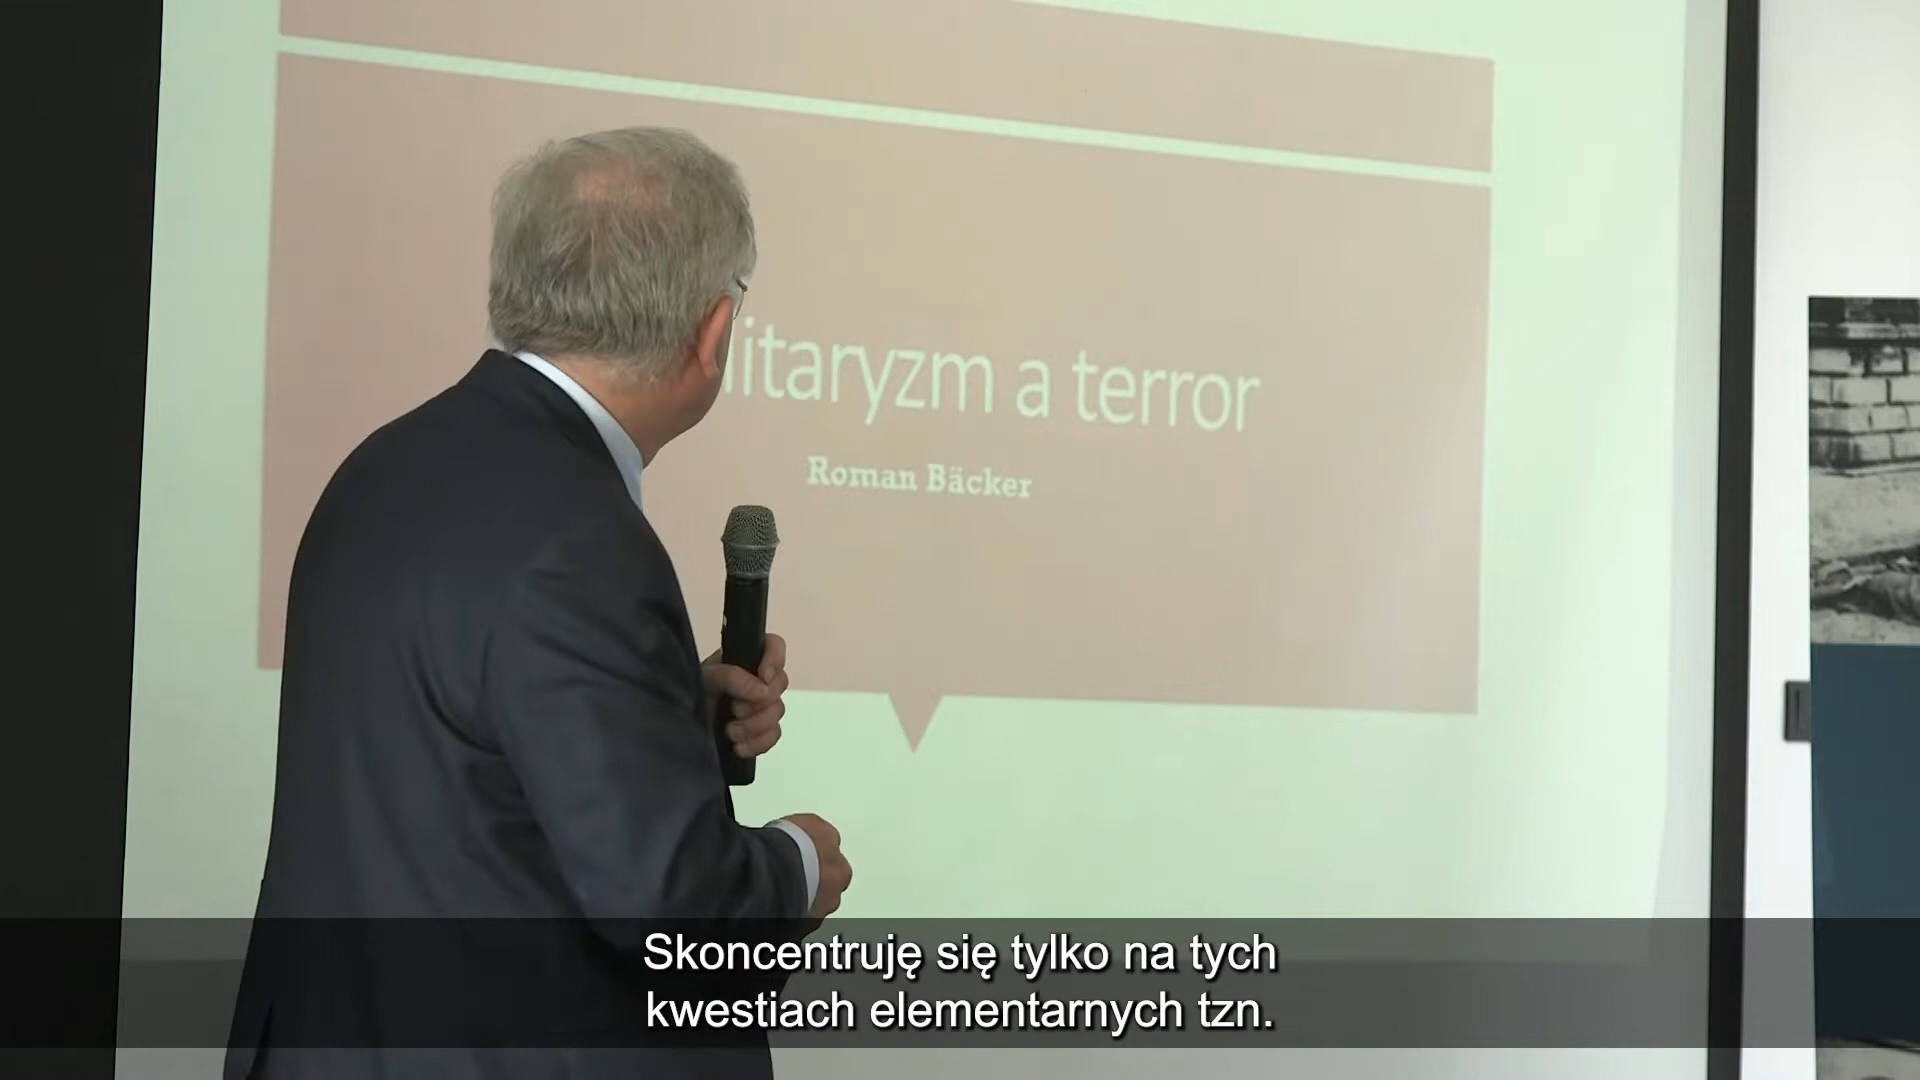 litaryzm a terror
Roman Bäcker
Skoncentruję się tylko na tych
kwestiach elementarnych tzn.